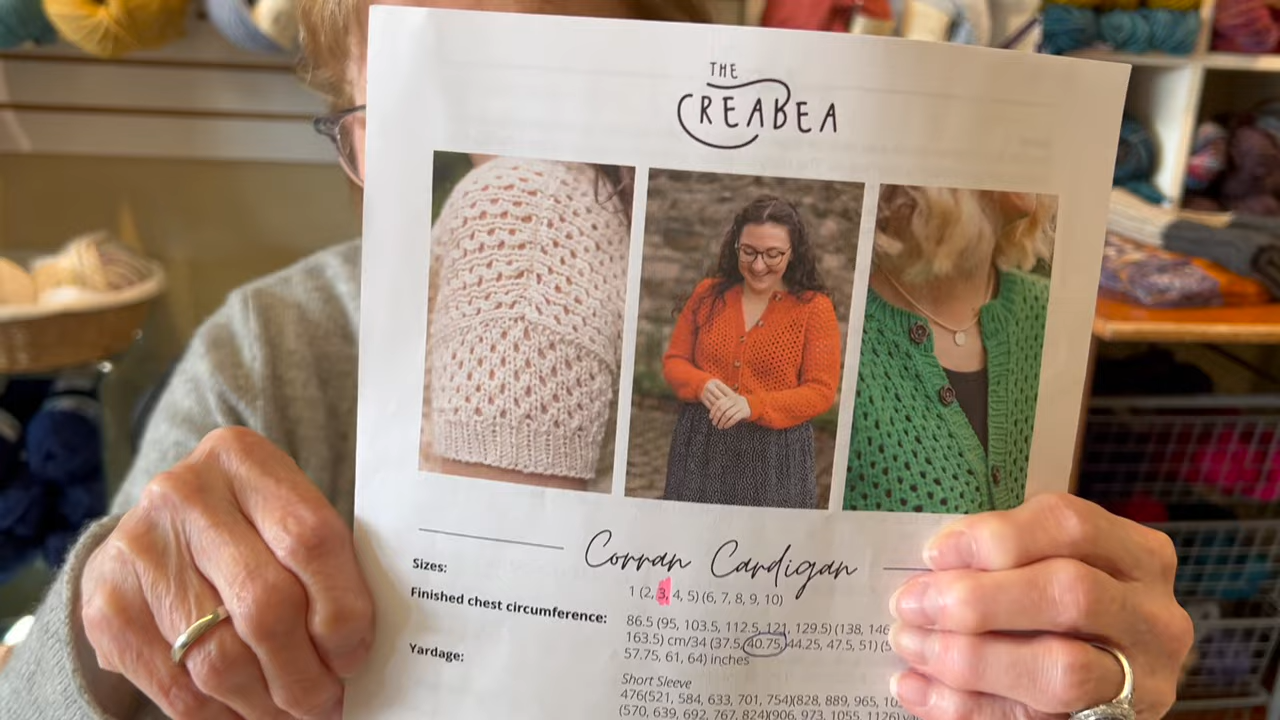 THE
CREABEA
Corran Cardigan
Sizes:
1 (2, 3, 4, 5) (6, 7, 8, 9, 10)
Finished chest circumference:
86.5 (95, 103.5, 112.5, 121, 129.5) (138, 146
163.5) cm/34 (37.5, 40.75, 44.25, 47.5, 51) (5
57.75, 61, 64) inches
Yardage:
Short Sleeve
476(521, 584, 633, 701, 754)(828, 889, 965, 10
(570, 639, 692, 767, 824)(906, 973, 1055, 1126)